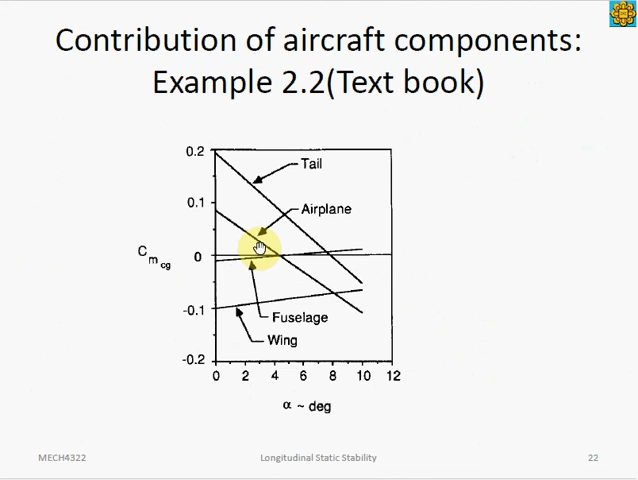 Contribution of aircraft components:
Example 2.2(Text book)
0.2
Tail
0.1
Airplane
C m cg
0
-0.1
Fuselage
Wing
-0.2
0 2 4 6 8 10 12
α ~ deg
MECH4322 Longitudinal Static Stability 22